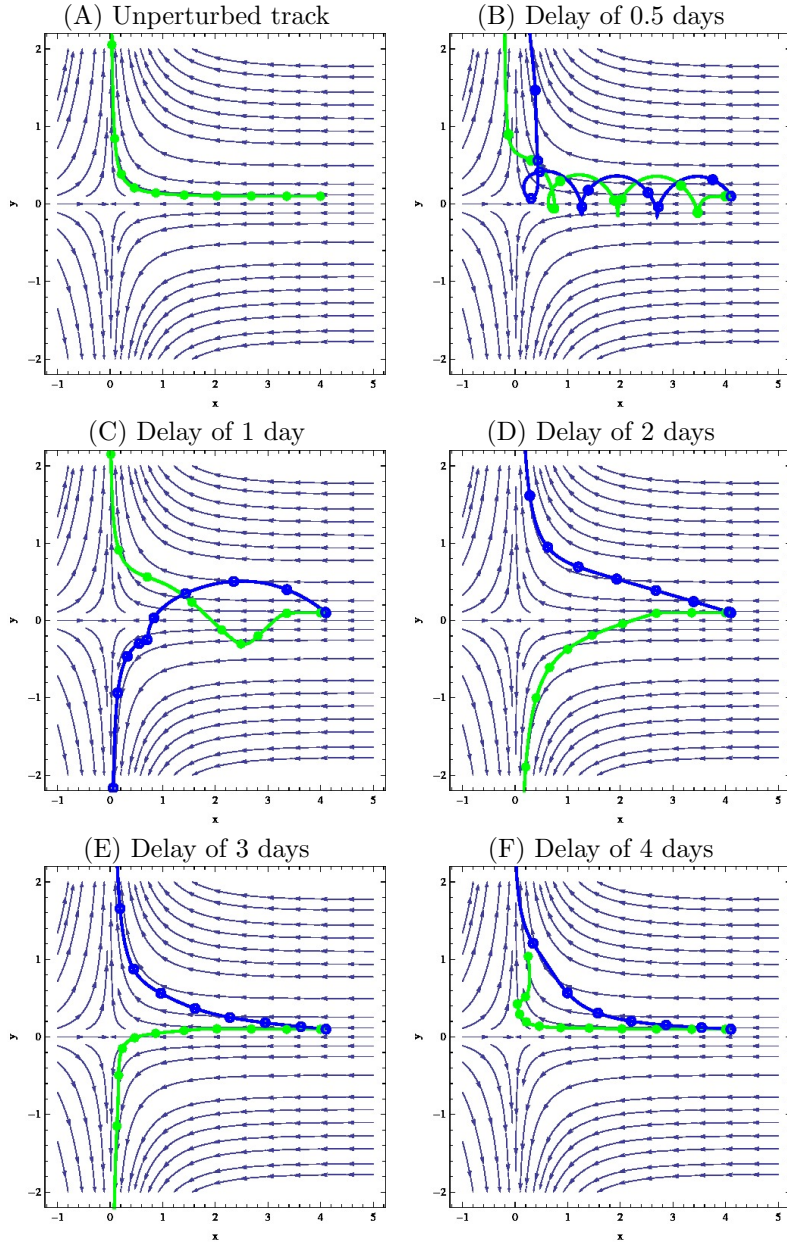 (A) Unperturbed track
(B) Delay of 0.5 days
2
1
y
0
−1
−2
−1 0 1 2 3 4 5
x
2
1
y
0
−1
−2
−1 0 1 2 3 4 5
x
(C) Delay of 1 day
(D) Delay of 2 days
2
1
y
0
−1
−2
−1 0 1 2 3 4 5
x
2
1
y
0
−1
−2
−1 0 1 2 3 4 5
x
(E) Delay of 3 days
(F) Delay of 4 days
2
1
y
0
−1
−2
−1 0 1 2 3 4 5
x
2
1
y
0
−1
−2
−1 0 1 2 3 4 5
x